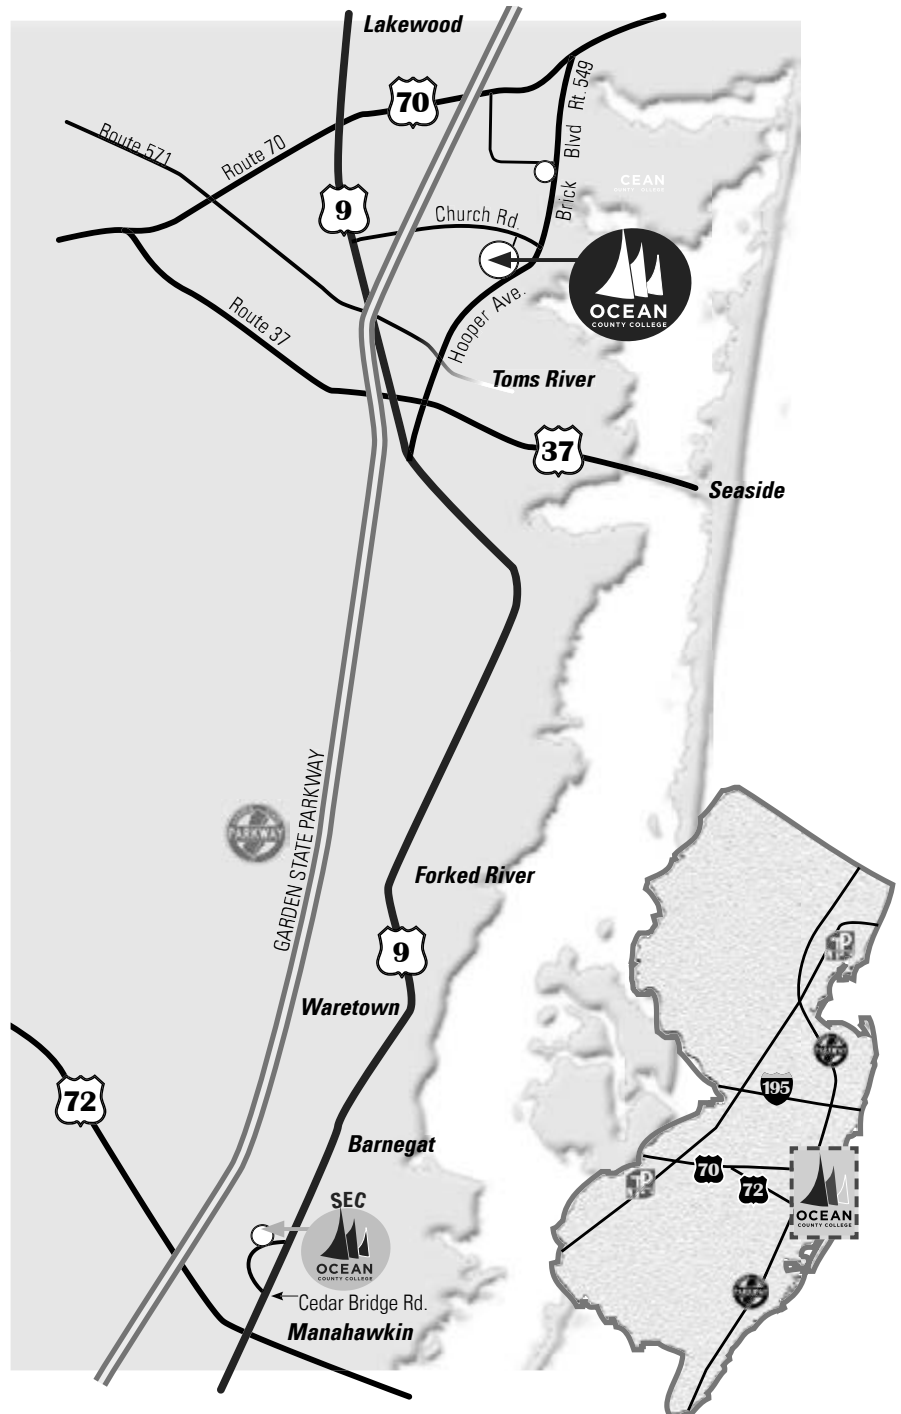 Lakewood
70
Rt. 549
Blvd
Brick
Route 571
Route 70
9
Church Rd.
CEAN
OCEAN
COUNTY COLLEGE
Hooper Ave.
Route 37
Toms River
37
Seaside
GARDEN STATE PARKWAY
PARKWAY
Forked River
9
Waretown
72
Barnegat
SEC
OCEAN
COUNTY COLLEGE
Cedar Bridge Rd.
Manahawkin
195
70
72
OCEAN
COUNTY COLLEGE